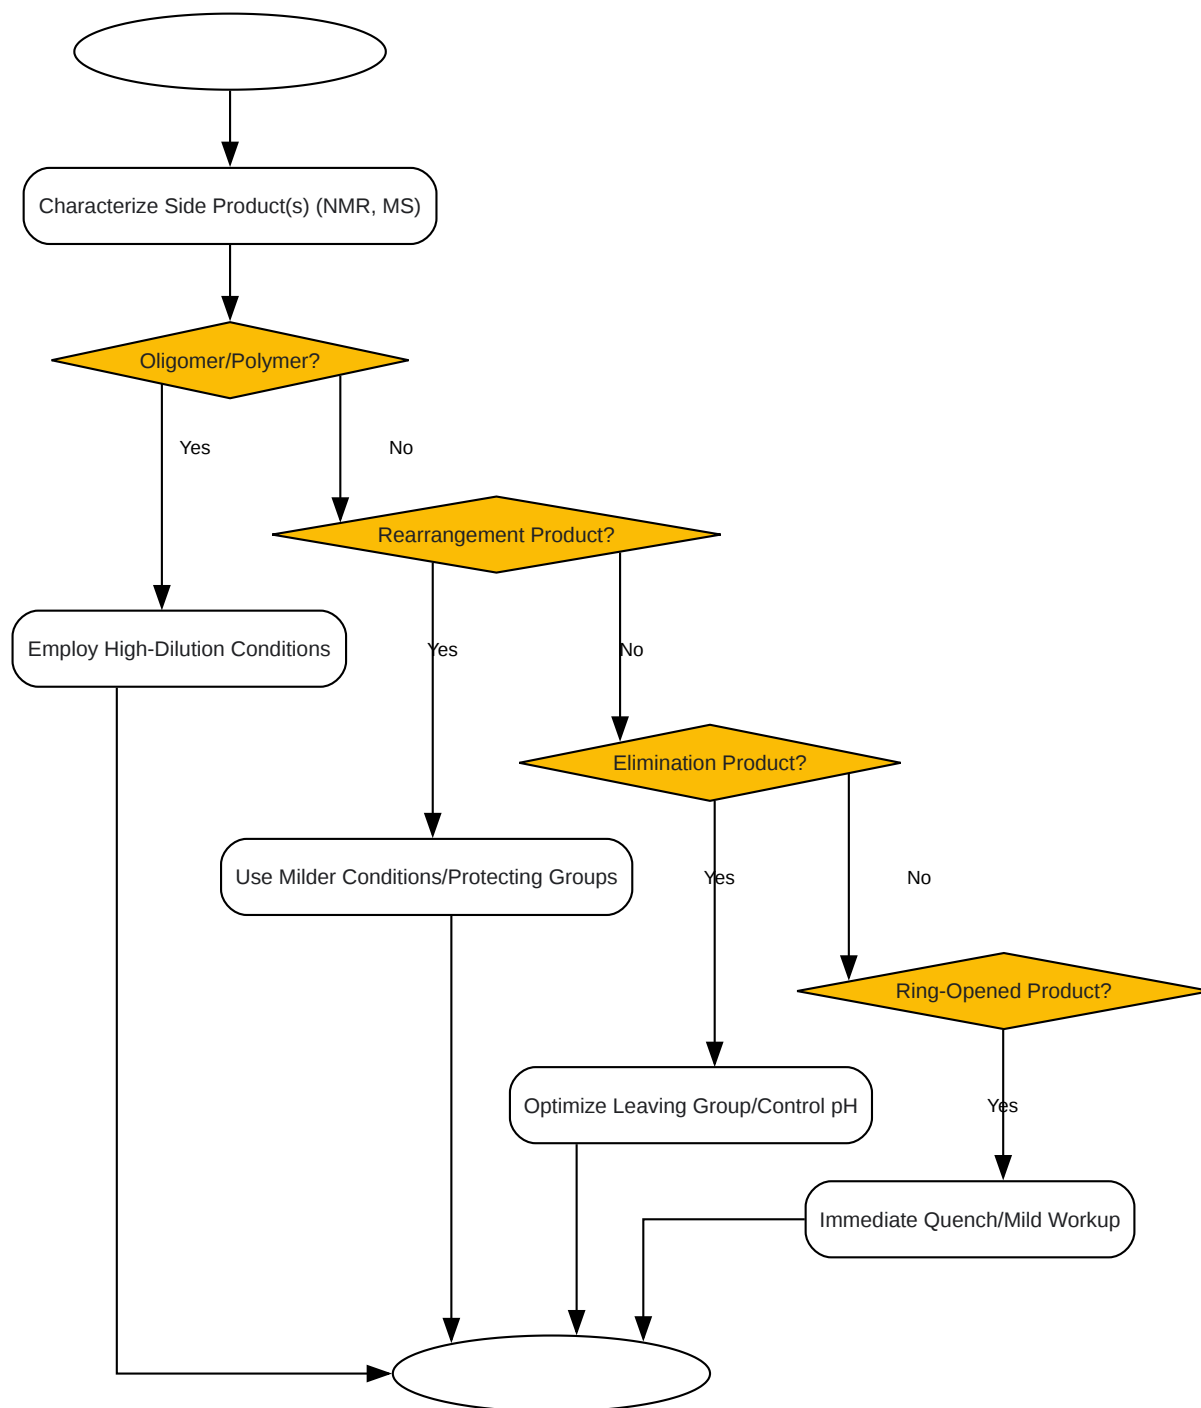 Characterize Side Product(s) (NMR, MS)
Oligomer/Polymer?
Yes
No
Rearrangement Product?
Employ High-Dilution Conditions
Yes
No
Elimination Product?
Use Milder Conditions/Protecting Groups
Yes
No
Ring-Opened Product?
Optimize Leaving Group/Control pH
Yes
Immediate Quench/Mild Workup